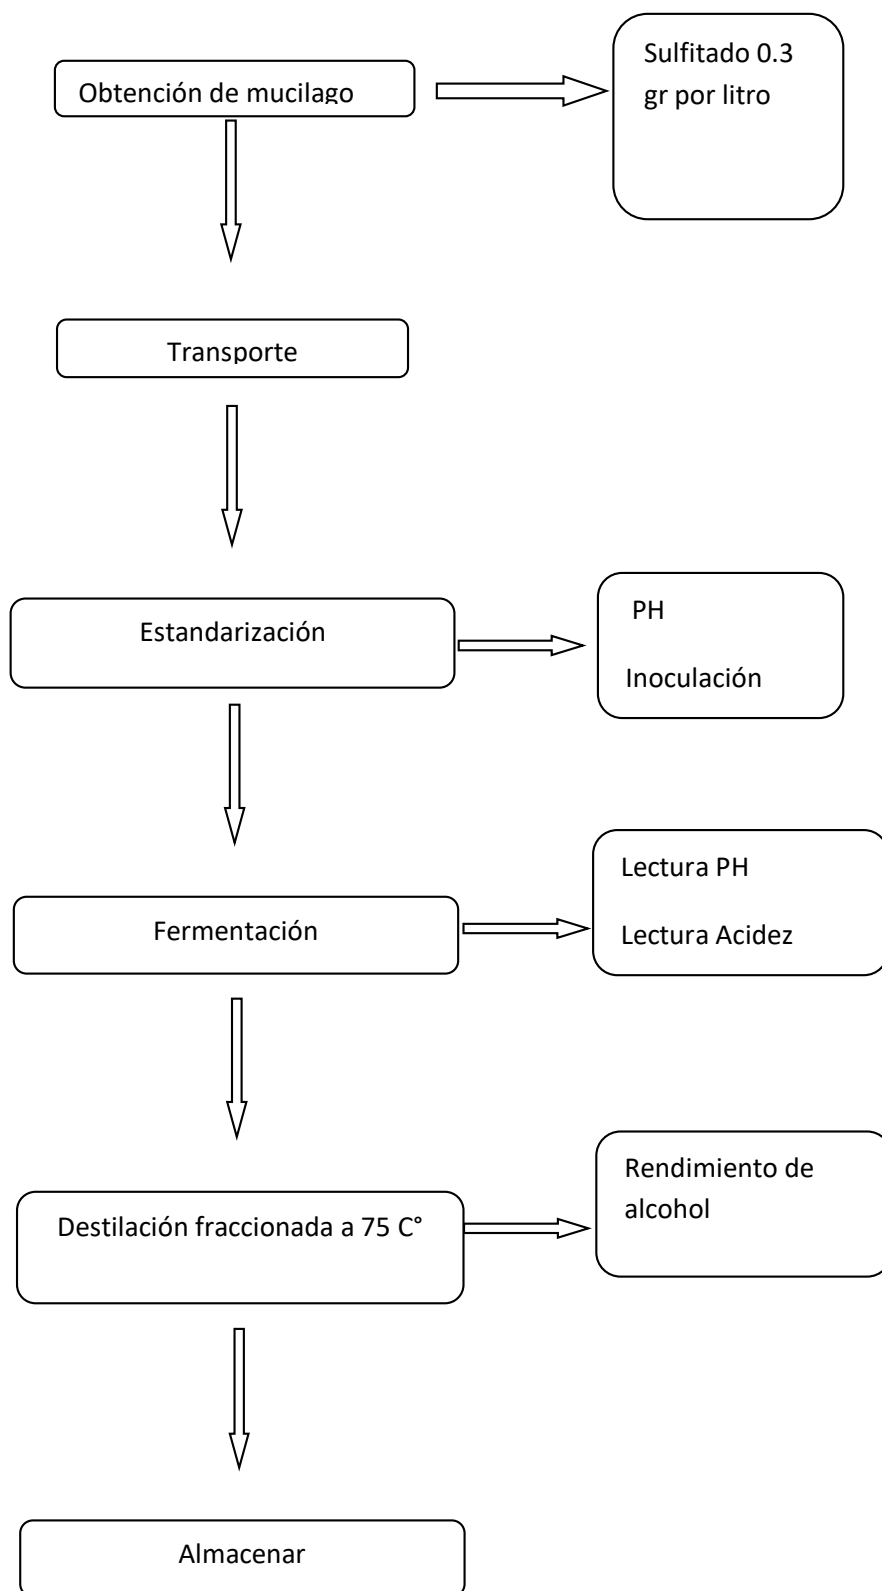 Obtención de mucilago
Sulfitado 0.3
gr por litro
Transporte
Estandarización
PH
Inoculación
Fermentación
Lectura PH
Lectura Acidez
Destilación fraccionada a 75 C°
Rendimiento de
alcohol
Almacenar